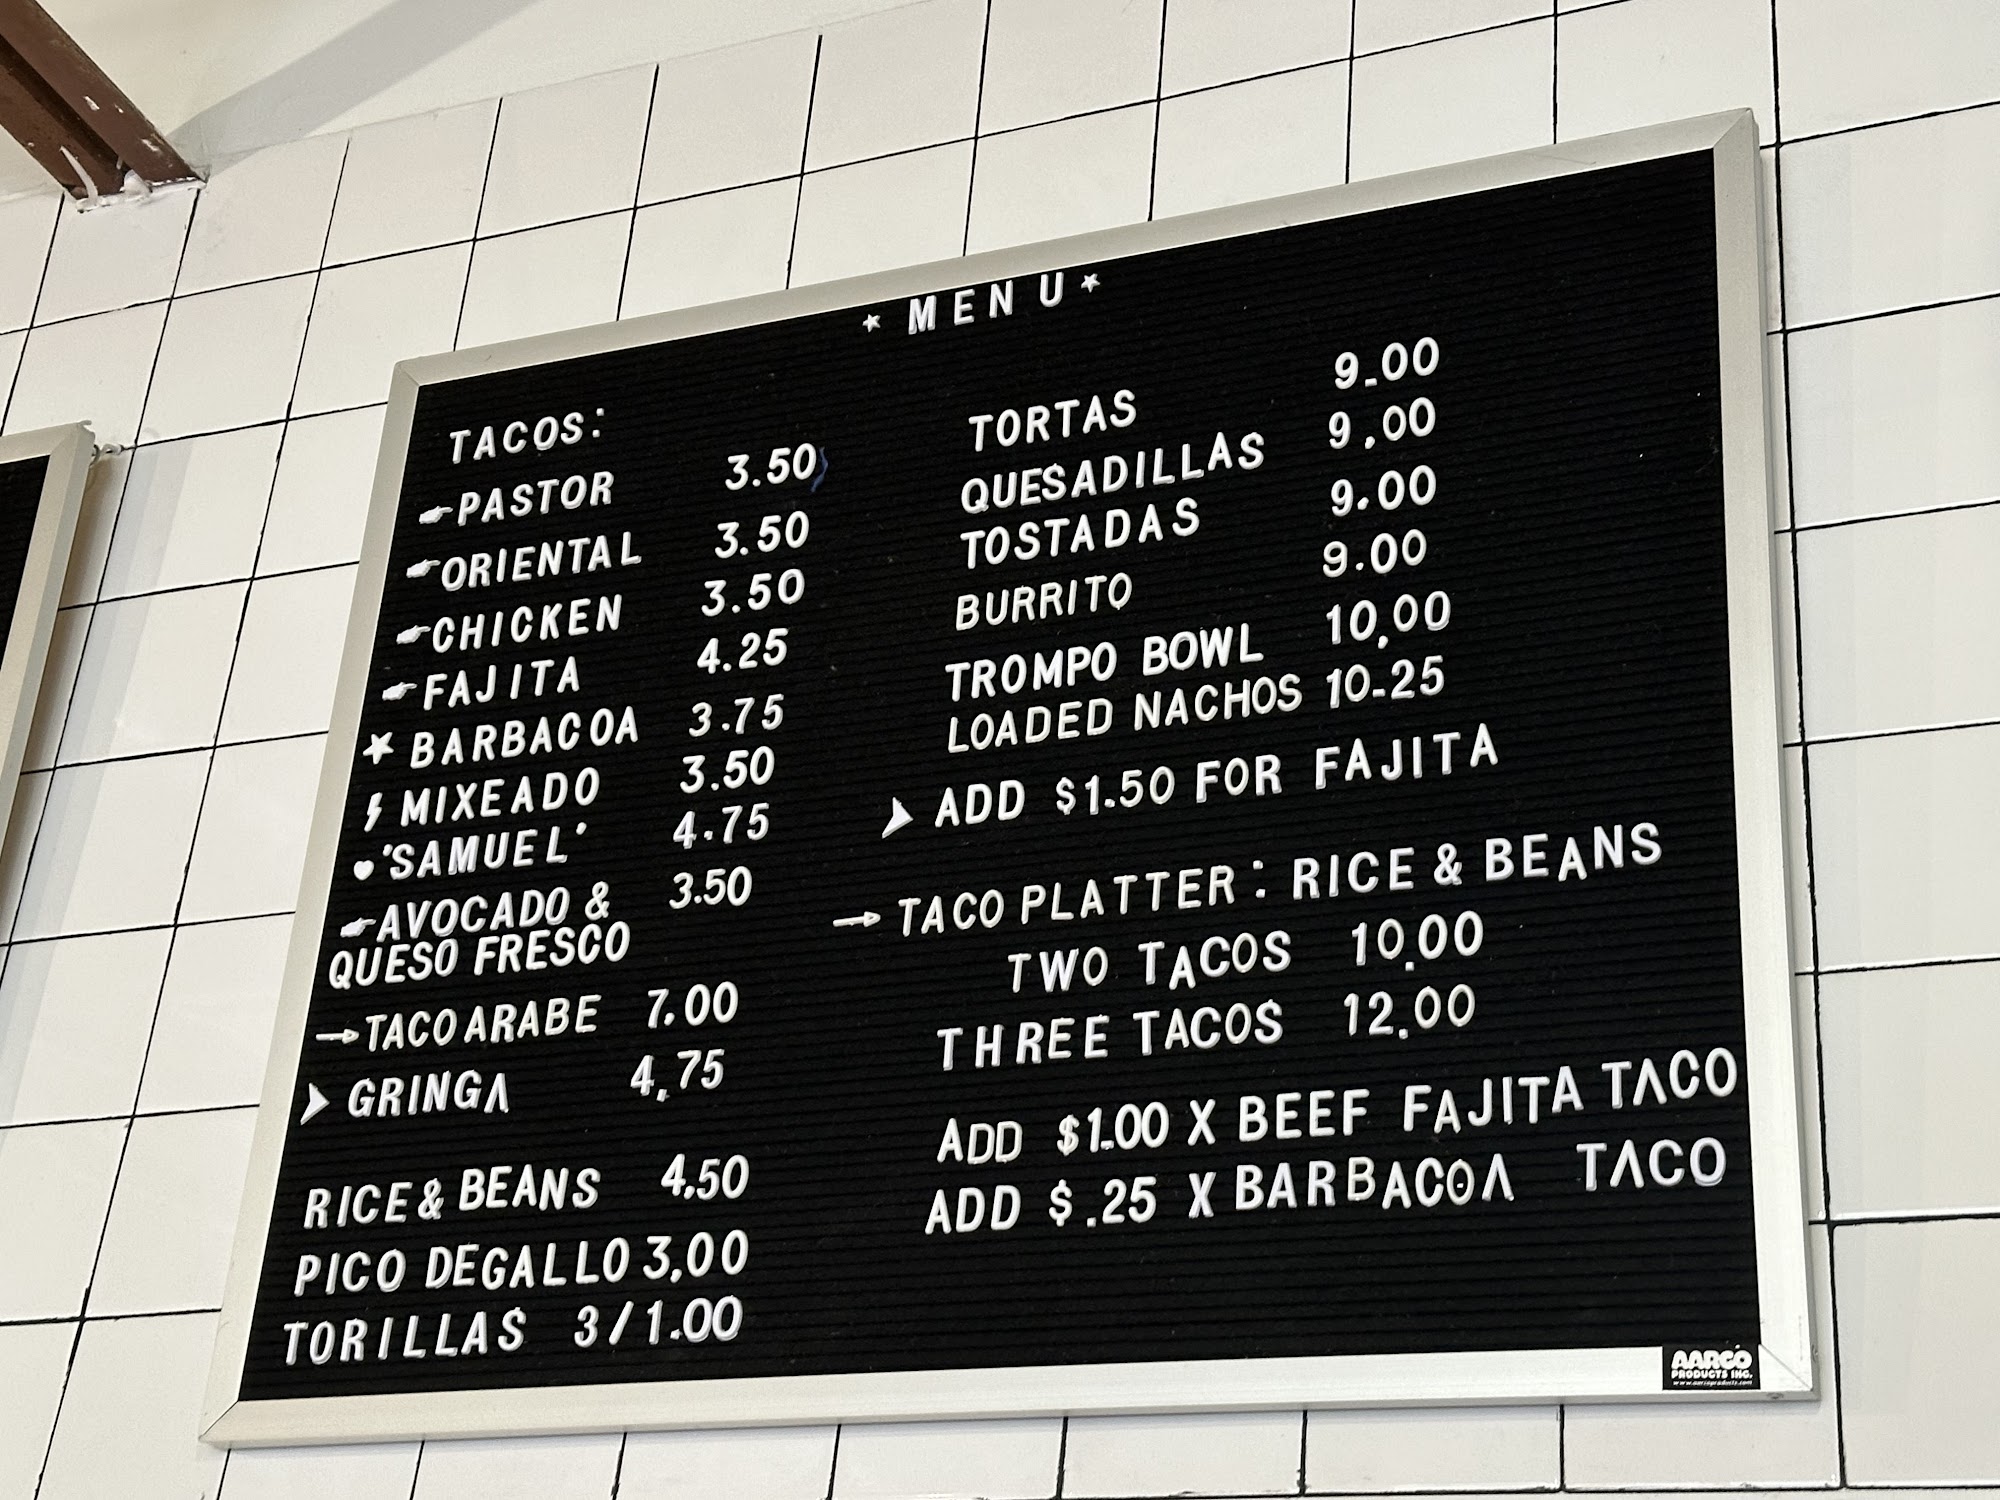 * MENU *
TACOS:
PASTOR 3.50
ORIENTAL 3.50
CHICKEN 3.50
FAJITA 4.25
BARBACOA 3.75
MIXEADO 3.50
'SAMUEL' 4.75
AVOCADO & 3.50
QUESO FRESCO
TACO ARABE 7.00
GRINGA 4.75
RICE & BEANS 4.50
PICO DEGALLO 3.00
TORILLAS 3/1.00
TORTAS 9.00
QUESADILLAS 9.00
TOSTADAS 9.00
BURRITO 9.00
TROMPO BOWL 10.00
LOADED NACHOS 10.25
ADD $1.50 FOR FAJITA
TACO PLATTER: RICE & BEANS
TWO TACOS 10.00
THREE TACOS 12.00
ADD $1.00 X BEEF FAJITA TACO
ADD $.25 X BARBACOA TACO
AARCO
PRODUCTS INC.
www.aarcoproducts.com